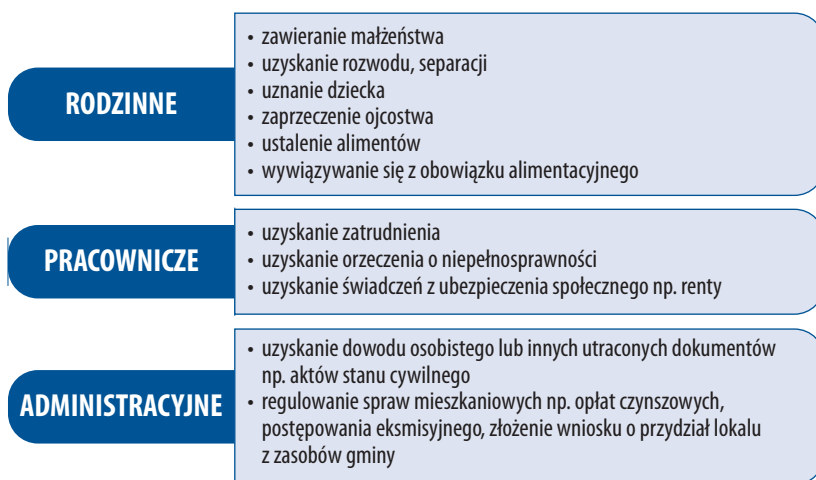 RODZINNE
• zawieranie małżeństwa
• uzyskanie rozwodu, separacji
• uznanie dziecka
• zaprzeczenie ojcostwa
• ustalenie alimentów
• wywiązywanie się z obowiązku alimentacyjnego
PRACOWNICZE
• uzyskanie zatrudnienia
• uzyskanie orzeczenia o niepełnosprawności
• uzyskanie świadczeń z ubezpieczenia społecznego np. renty
ADMINISTRACYJNE
• uzyskanie dowodu osobistego lub innych utraconych dokumentów
np. aktów stanu cywilnego
• regulowanie spraw mieszkaniowych np. opłat czynszowych,
postępowania eksmisyjnego, złożenie wniosku o przydział lokalu
z zasobów gminy